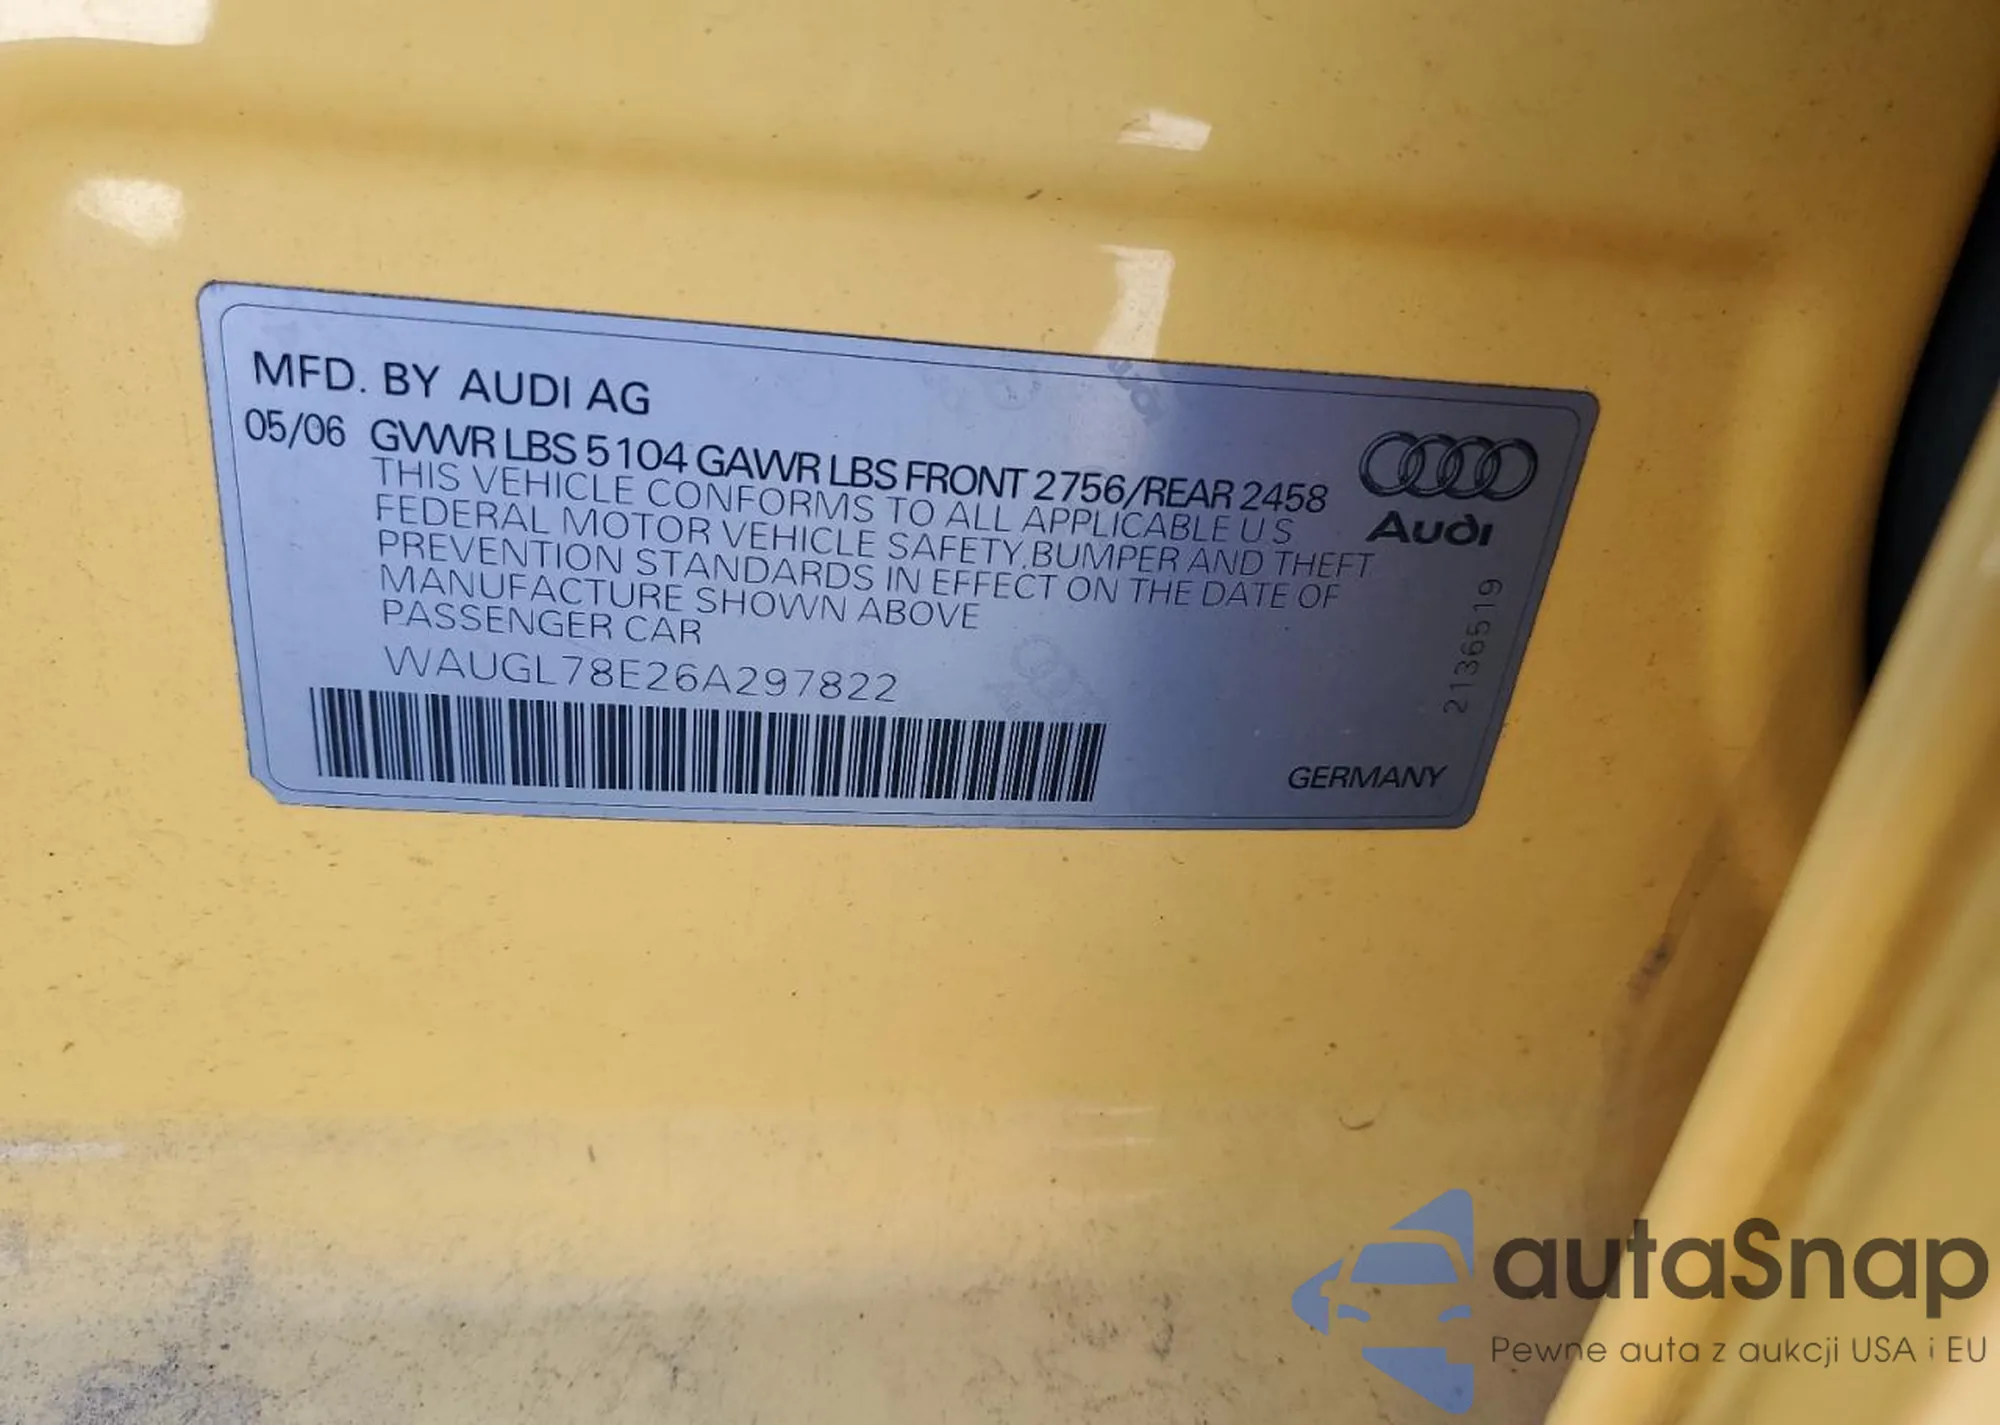 MFD. BY AUDI AG
05/06 GVWR LBS 5104 GAWR LBS FRONT 2756/REAR 2458
THIS VEHICLE CONFORMS TO ALL APPLICABLE U S
FEDERAL MOTOR VEHICLE SAFETY, BUMPER AND THEFT
PREVENTION STANDARDS IN EFFECT ON THE DATE OF
MANUFACTURE SHOWN ABOVE
PASSENGER CAR
WAUGL78E26A297822
Audi
2136519
GERMANY
autaSnap
Pewne auta z aukcji USA i EU